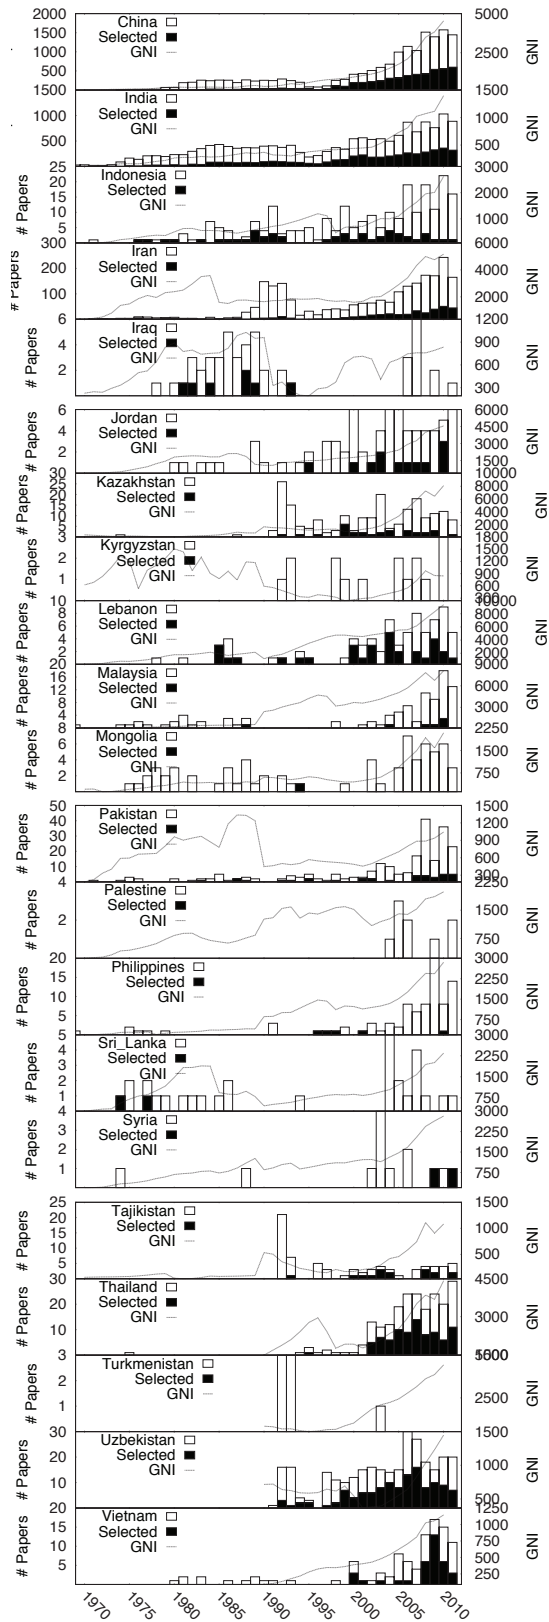 2000
1500
1000
500
China
Selected
GNI
5000
2500
GNI
1500
1000
500
India
Selected
GNI
1000
500
GNI
3000
25
20
15
10
5
# Papers
Indonesia
Selected
GNI
2000
1000
GNI
6000
300
200
100
Papers
Iran
Selected
GNI
4000
2000
GNI
1200
6
4
2
# Papers
Iraq
Selected
GNI
900
600
300
GNI
6
4
2
# Papers
Jordan
Selected
GNI
6000
4500
3000
1500
GNI
10000
30
25
20
15
10
# Papers
Kazakhstan
Selected
GNI
8000
6000
4000
2000
GNI
1800
3
2
1
# Papers
Kyrgyzstan
Selected
GNI
1500
1200
900
600
300
GNI
10000
10
8
6
4
2
# Papers
Lebanon
Selected
GNI
8000
6000
4000
2000
GNI
9000
20
16
12
8
4
# Papers
Malaysia
Selected
GNI
6000
3000
GNI
2250
8
6
4
2
# Papers
Mongolia
Selected
GNI
1500
750
GNI
50
40
30
20
10
# Papers
Pakistan
Selected
GNI
1500
1200
900
600
300
GNI
2250
4
2
# Papers
Palestine
Selected
GNI
1500
750
GNI
3000
20
15
10
5
# Papers
Philippines
Selected
GNI
2250
1500
750
GNI
3000
5
4
3
2
1
# Papers
Sri_Lanka
Selected
GNI
2250
1500
750
GNI
3000
4
3
2
1
# Papers
Syria
Selected
GNI
2250
1500
750
GNI
25
20
15
10
5
# Papers
Tajikistan
Selected
GNI
1500
1000
500
GNI
4500
30
20
10
# Papers
Thailand
Selected
GNI
3000
1500
GNI
3
2
1
# Papers
Turkmenistan
Selected
GNI
2500
GNI
1500
30
20
10
# Papers
Uzbekistan
Selected
GNI
1000
500
GNI
1250
20
15
10
5
# Papers
Vietnam
Selected
GNI
1000
750
500
250
GNI
1970 1975 1980 1985 1990 1995 2000 2005 2010